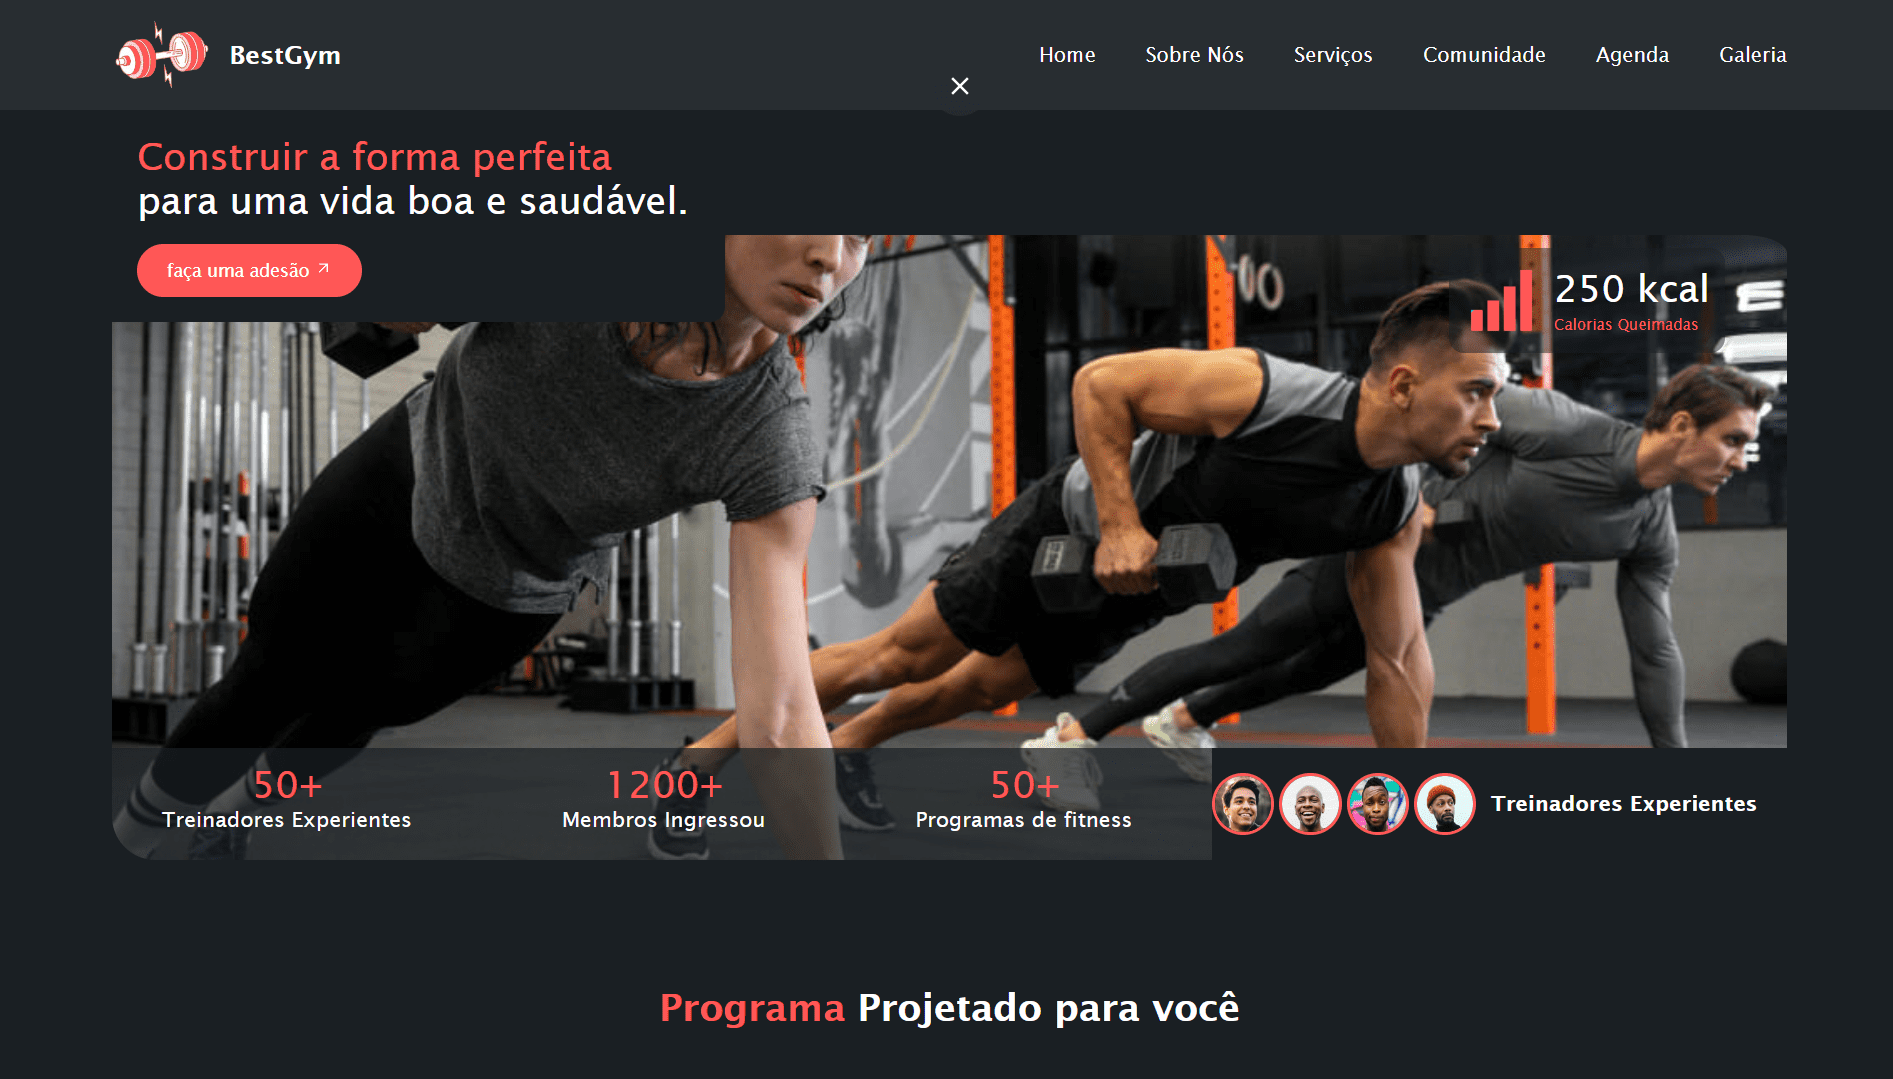 BestGym
Home
Sobre Nós
Serviços
Comunidade
Agenda
Galeria
Construir a forma perfeita
para uma vida boa e saudável.
faça uma adesão
250 kcal
Calorias Queimadas
50+
Treinadores Experientes
1200+
Membros Ingressou
50+
Programas de fitness
Treinadores Experientes
Programa Projetado para você